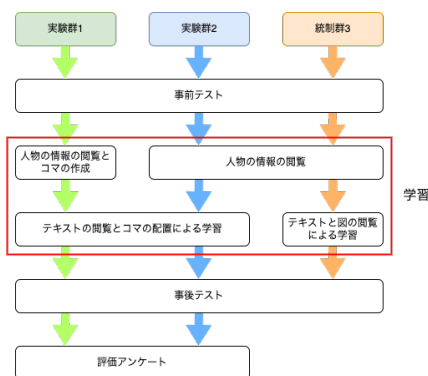 実験群1
実験群2
統制群3
事前テスト
人物の情報の閲覧と
コマの作成
人物の情報の閲覧
学習
テキストの閲覧とコマの配置による学習
テキストと図の閲覧
による学習
事後テスト
評価アンケート